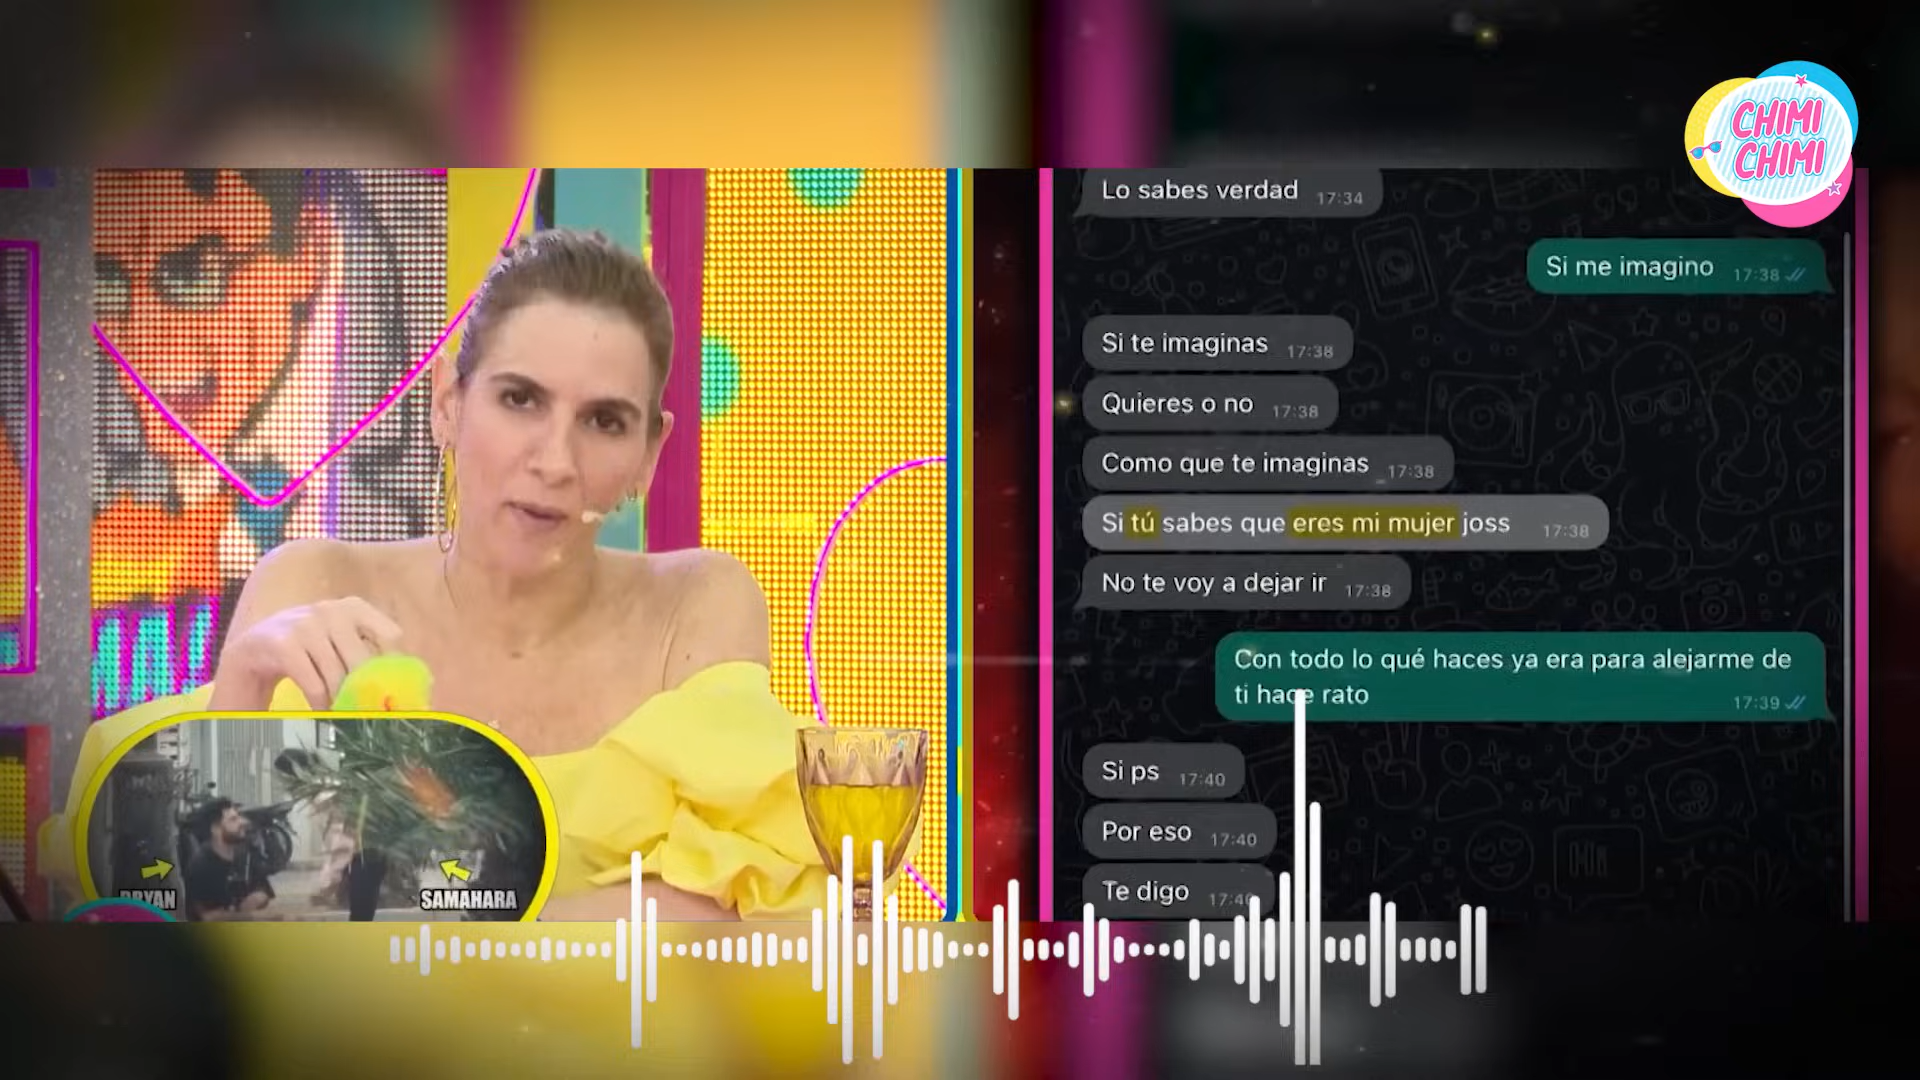 CHIMI
CHIMI
Lo sabes verdad 17:34
Si me imagino 17:38
Si te imaginas 17:38
Quieres o no 17:38
Como que te imaginas 17:38
Si tú sabes que eres mi mujer joss 17:38
No te voy a dejar ir 17:38
Con todo lo qué haces ya era para alejarme de
ti hace rato 17:39
Si ps 17:40
Por eso 17:40
Te digo 17:40
BRYAN
SAMAHARA